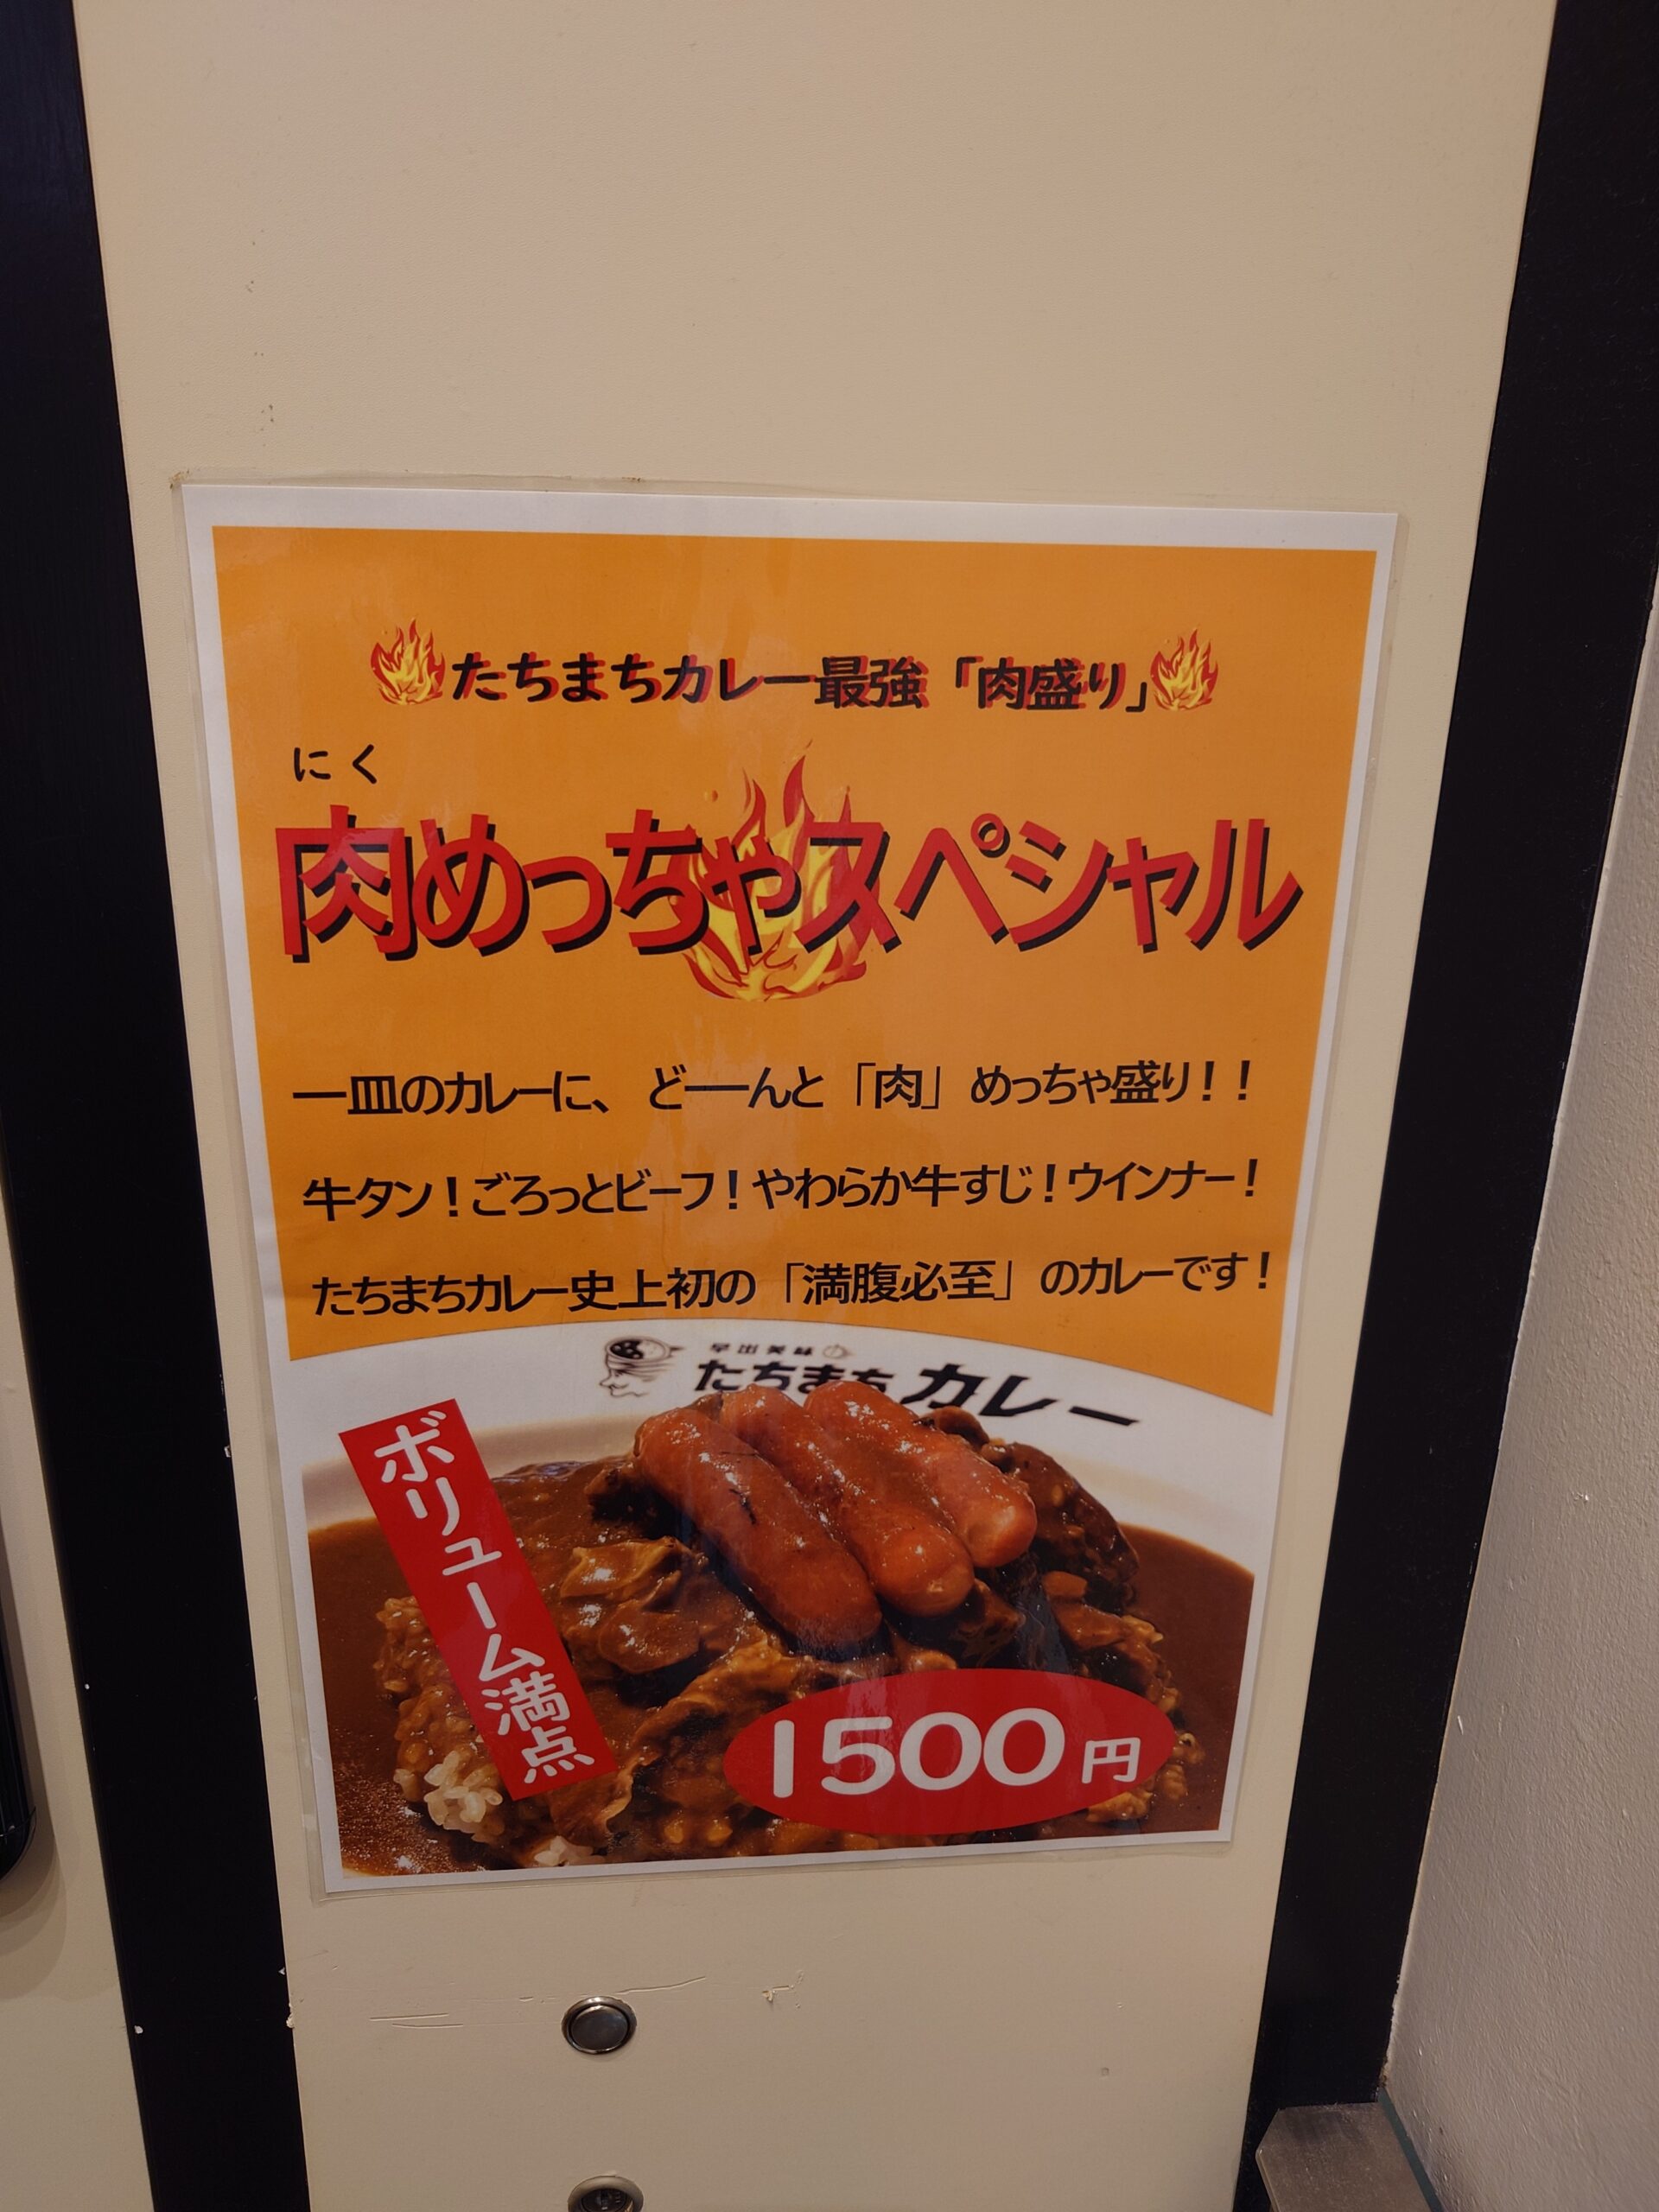 たちまちカレー最強「肉盛り」
にく
肉めっちゃスペシャル
一皿のカレーに、どーんと「肉」めっちゃ盛り！！
牛タン！ごろっとビーフ！やわらか牛すじ！ウインナー！
たちまちカレー史上初の「満腹必至」のカレーです！
早出美味
たちまちカレー
ボリューム満点
1500円